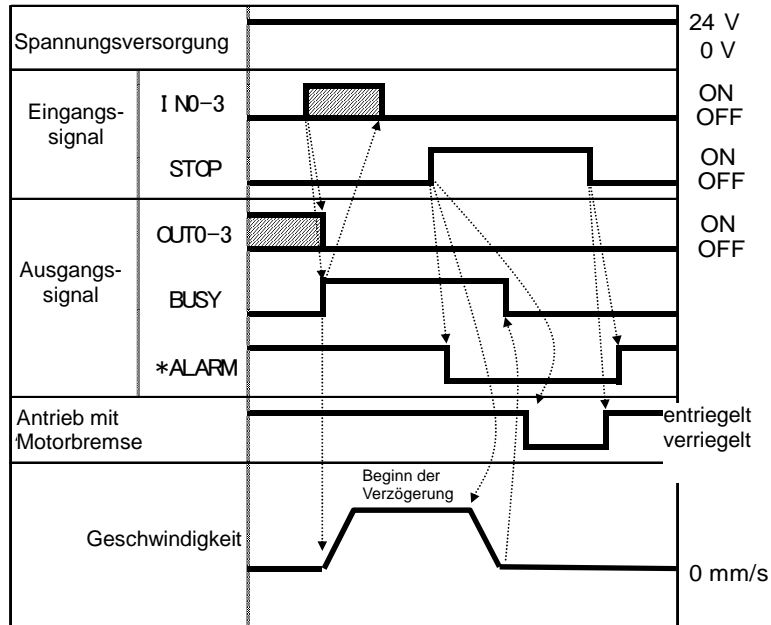 Spannungsversorgung
24 V
0 V
Eingangs-
signal
IN0-3
ON
OFF
STOP
ON
OFF
Ausgangs-
signal
OUT0-3
ON
OFF
BUSY
*ALARM
Antrieb mit
Motorbremse
entriegelt
verriegelt
Beginn der
Verzögerung
Geschwindigkeit
0 mm/s